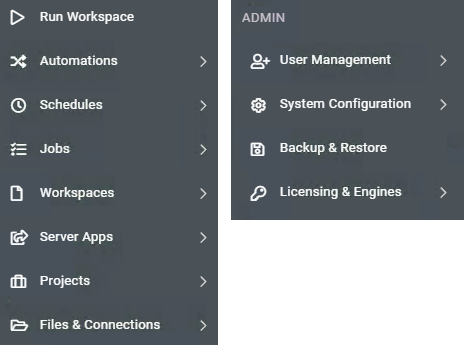 Run Workspace
Automations
Schedules
Jobs
Workspaces
Server Apps
Projects
Files & Connections
ADMIN
User Management
System Configuration
Backup & Restore
Licensing & Engines